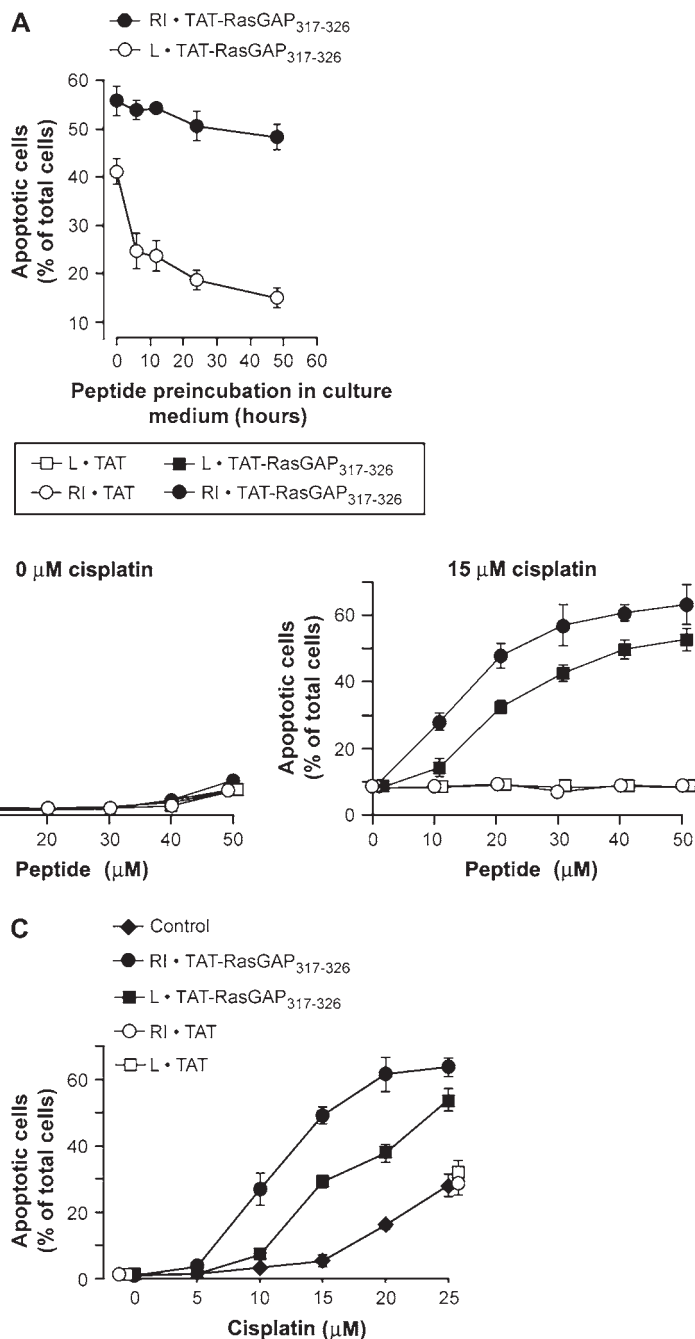 A
RI • TAT-RasGAP317-326
L • TAT-RasGAP317-326
Apoptotic cells
(% of total cells)
60
50
40
30
20
10
0 10 20 30 40 50 60
Peptide preincubation in culture
medium (hours)
L • TAT L • TAT-RasGAP317-326
RI • TAT RI • TAT-RasGAP317-326
0 μM cisplatin
20 30 40 50
Peptide (μM)
15 μM cisplatin
Apoptotic cells
(% of total cells)
60
40
20
0
0 10 20 30 40 50
Peptide (μM)
C
Control
RI • TAT-RasGAP317-326
L • TAT-RasGAP317-326
RI • TAT
L • TAT
Apoptotic cells
(% of total cells)
60
40
20
0
0 5 10 15 20 25
Cisplatin (μM)